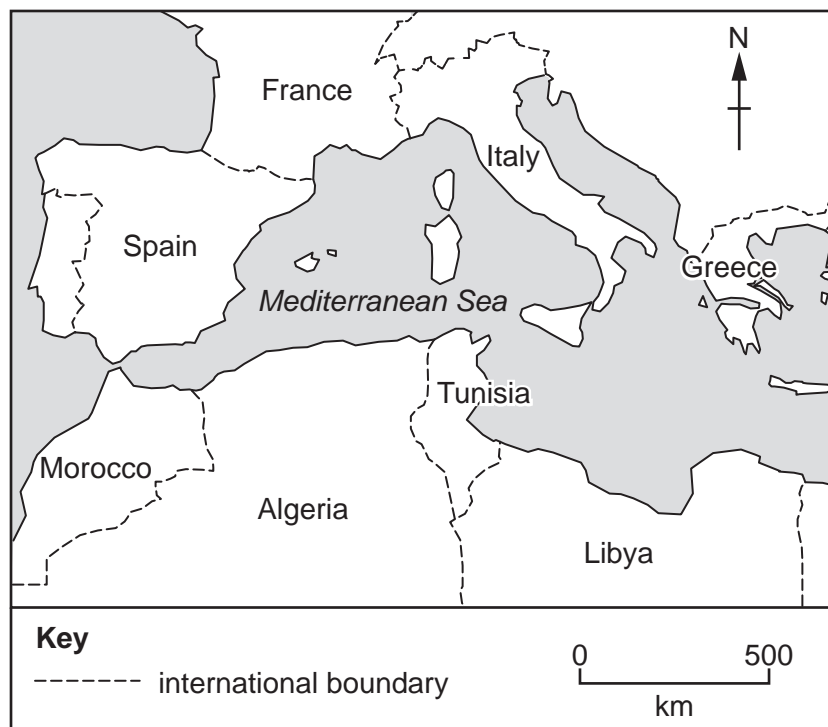 N
France
Italy
Spain
Greece
Mediterranean Sea
Tunisia
Morocco
Algeria
Libya
Key
international boundary
0 500
km